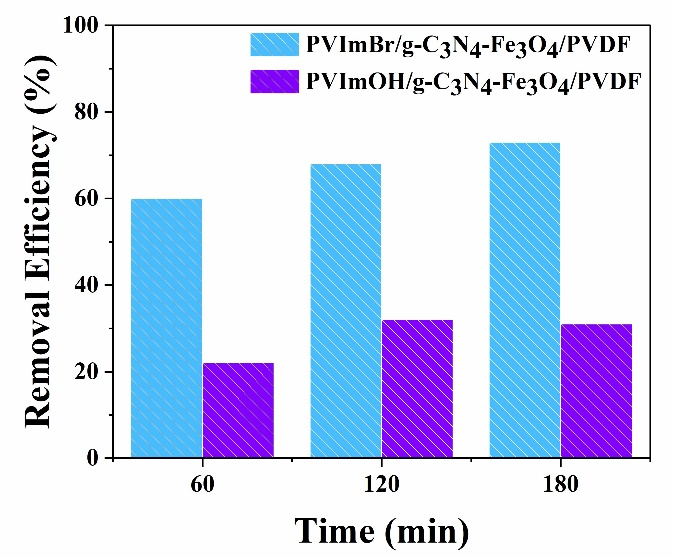 PVImBr/g-C3N4-Fe3O4/PVDF
PVImOH/g-C3N4-Fe3O4/PVDF
Removal Efficiency (%)
100
80
60
40
20
0
60
120
180
Time (min)